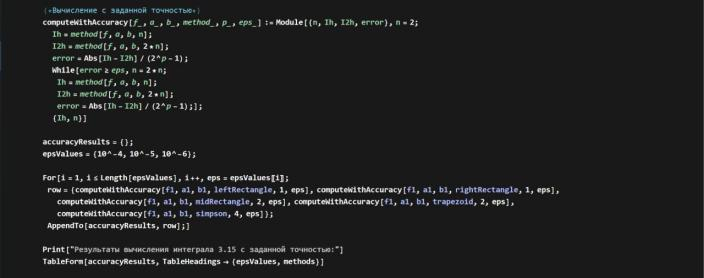 (*Вычисление с заданной точностью*)
computeWithAccuracy[f_, a_, b_, method_, p_, eps_] := Module[{n, Ih, I2h, error}, n = 2;
Ih = method[f, a, b, n];
I2h = method[f, a, b, 2*n];
error = Abs[Ih - I2h] / (2^p - 1);
While[error ≥ eps, n = 2*n;
Ih = method[f, a, b, n];
I2h = method[f, a, b, 2*n];
error = Abs[Ih - I2h] / (2^p - 1);];
{Ih, n}]
accuracyResults = {};
epsValues = {10^-4, 10^-5, 10^-6};
For[i = 1, i ≤ Length[epsValues], i++, eps = epsValues〚i〛;
row = {computeWithAccuracy[f1, a1, b1, leftRectangle, 1, eps], computeWithAccuracy[f1, a1, b1, rightRectangle, 1, eps],
computeWithAccuracy[f1, a1, b1, midRectangle, 2, eps], computeWithAccuracy[f1, a1, b1, trapezoid, 2, eps],
computeWithAccuracy[f1, a1, b1, simpson, 4, eps]};
AppendTo[accuracyResults, row];]
Print["Результаты вычисления интеграла 3.15 с заданной точностью:"]
TableForm[accuracyResults, TableHeadings → {epsValues, methods}]